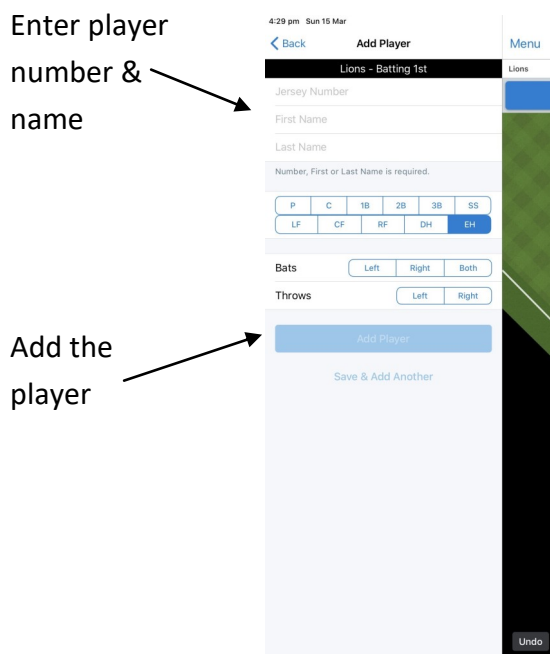 Enter player
number &
name
4:29 pm Sun 15 Mar
Back Add Player Menu
Lions - Batting 1st Lions
Jersey Number
First Name
Last Name
Number, First or Last Name is required.
P C 1B 2B 3B SS
LF CF RF DH EH
Bats Left Right Both
Throws Left Right
Add the
player
Add Player
Save & Add Another
Undo